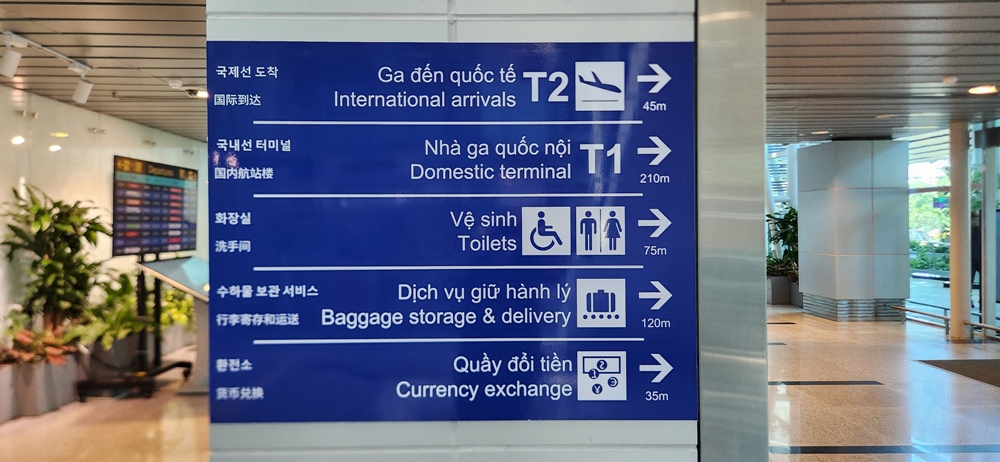 국제선 도착
国际到达
Ga đến quốc tế
International arrivals
T2
45m
국내선 터미널
国内航站楼
Nhà ga quốc nội
Domestic terminal
T1
210m
화장실
洗手间
Vệ sinh
Toilets
75m
수하물 보관 서비스
行李寄存和运送
Dịch vụ giữ hành lý
Baggage storage & delivery
120m
환전소
货币兑换
Quầy đổi tiền
Currency exchange
35m
Departures